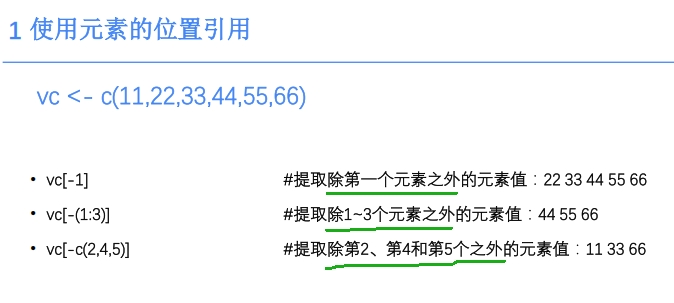 1 使用元素的位置引用
vc <- c(11,22,33,44,55,66)
• vc[-1] #提取除第一个元素之外的元素值：22 33 44 55 66
• vc[-(1:3)] #提取除1~3个元素之外的元素值：44 55 66
• vc[-c(2,4,5)] #提取除第2、第4和第5个之外的元素值：11 33 66